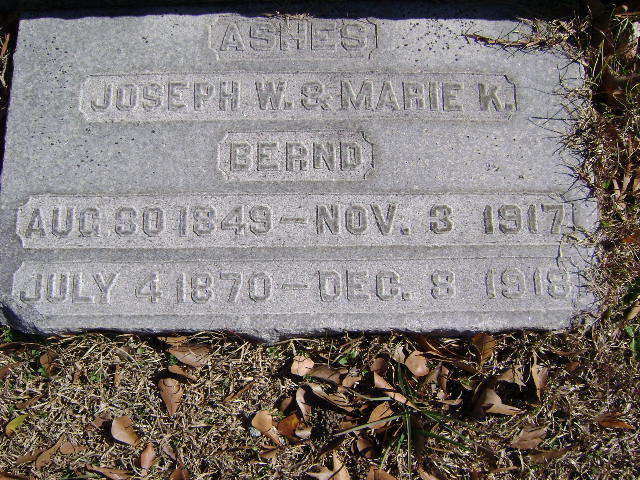 ASHES
JOSEPH W. & MARIE K.
BERND
AUG 30 1849 – NOV. 3 1917
JULY 4 1870 – DEC. 8 1918